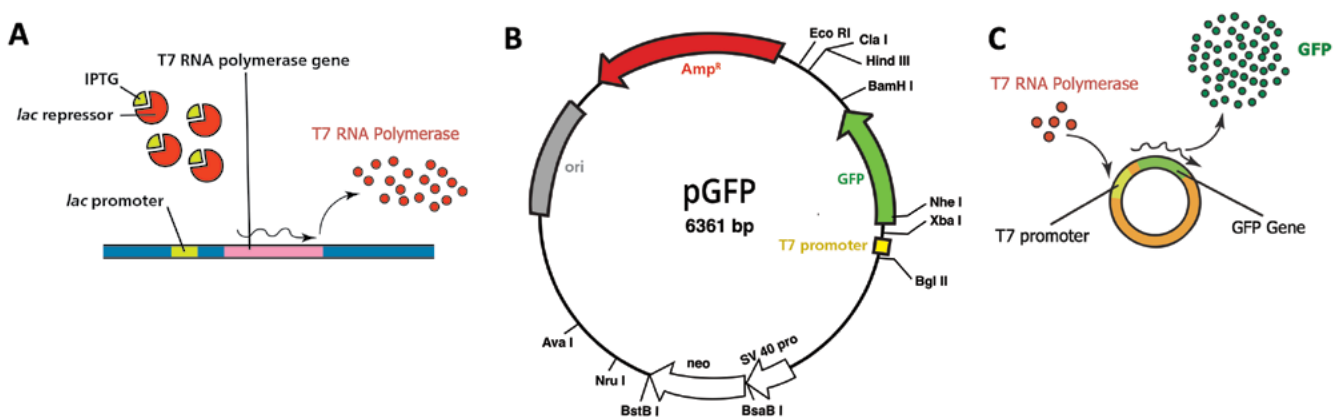 A
T7 RNA polymerase gene
IPTG
lac repressor
T7 RNA Polymerase
lac promoter
B
Amp^R
Eco RI
Cla I
Hind III
BamH I
ori
GFP
pGFP
6361 bp
Nhe I
Xba I
T7 promoter
Bgl II
Ava I
Nru I
neo
SV 40 pro
BstB I
BsaB I
C
GFP
T7 RNA Polymerase
T7 promoter
GFP Gene